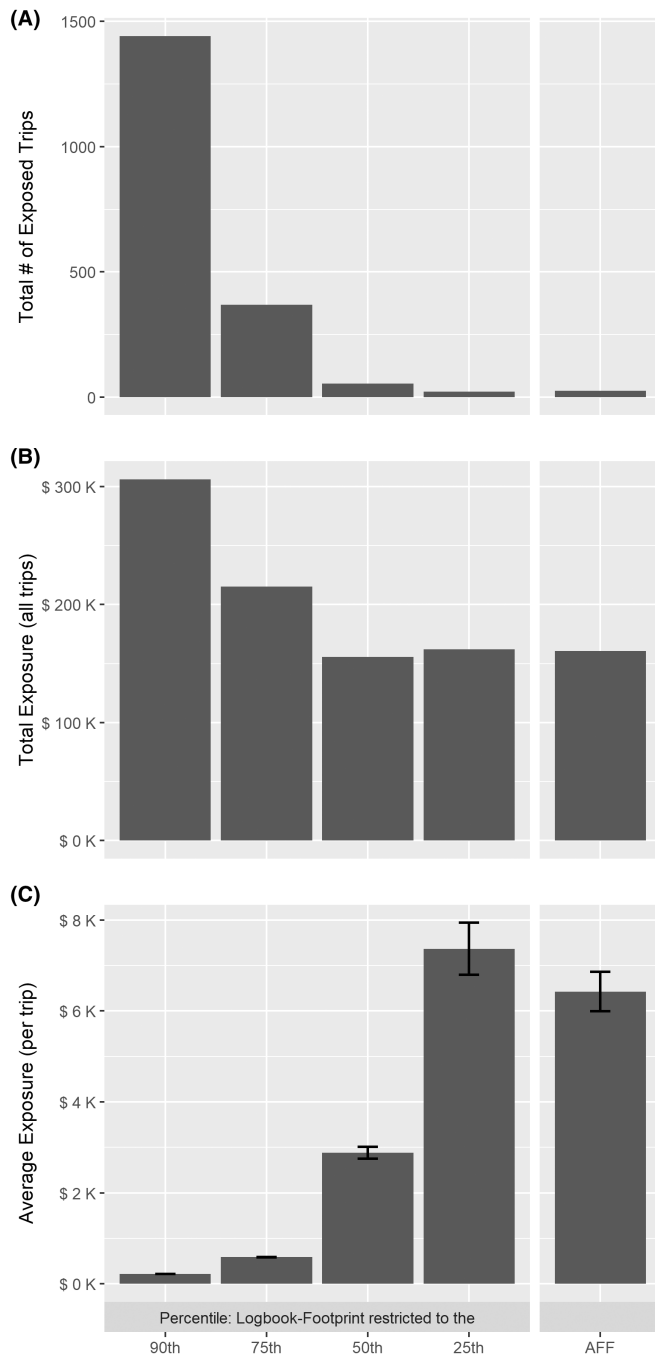 (A)
Total # of Exposed Trips
1500
1000
500
0
(B)
Total Exposure (all trips)
$ 300 K
$ 200 K
$ 100 K
$ 0 K
(C)
Average Exposure (per trip)
$ 8 K
$ 6 K
$ 4 K
$ 2 K
$ 0 K
Percentile: Logbook-Footprint restricted to the
90th 75th 50th 25th AFF